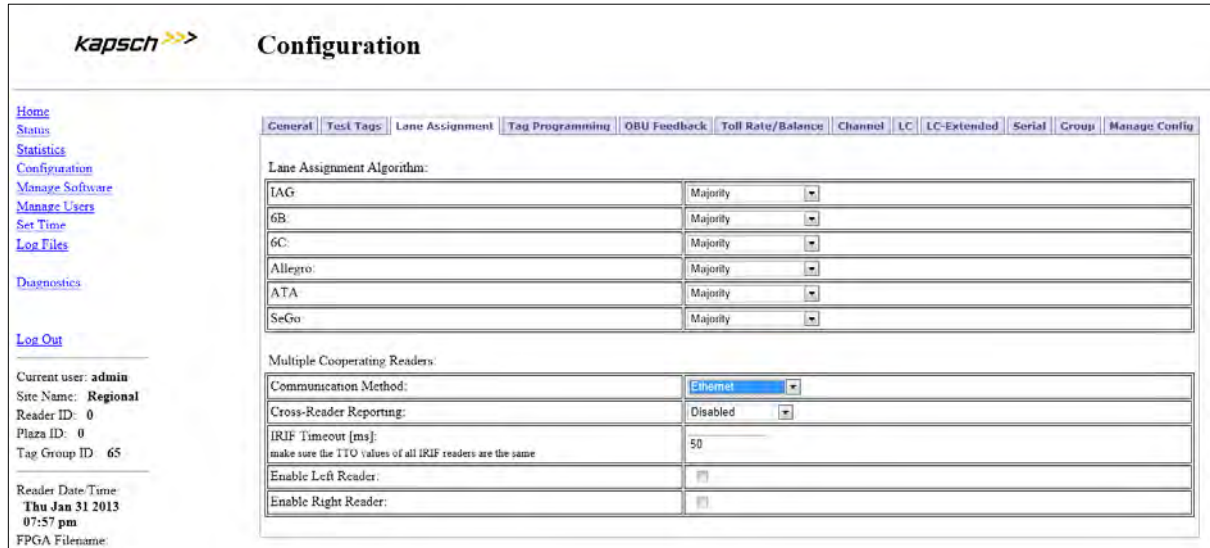 kapsch >>>
Configuration
Home
Status
Statistics
Configuration
Manage Software
Manage Users
Set Time
Log Files
Diagnostics
Log Out
Current user: admin
Site Name: Regional
Reader ID: 0
Plaza ID: 0
Tag Group ID 65
Reader Date/Time
Thu Jan 31 2013
07:57 pm
FPGA Filename:
General Test Tags Lane Assignment Tag Programming OBU Feedback Toll Rate/Balance Channel LC LC-Extended Serial Group Manage Config
Lane Assignment Algorithm:
IAG Majority
6B: Majority
6C: Majority
Allegro: Majority
ATA Majority
SeGo Majority
Multiple Cooperating Readers:
Communication Method: Ethernet
Cross-Reader Reporting: Disabled
IRIF Timeout [ms]: 50
make sure the TTO values of all IRIF readers are the same
Enable Left Reader:
Enable Right Reader: